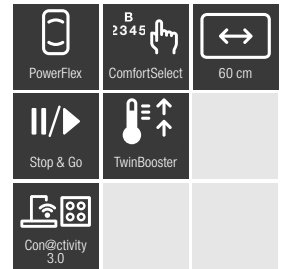 PowerFlex
B
2345
ComfortSelect
60 cm
Stop & Go
TwinBooster
Con@ctivity
3.0